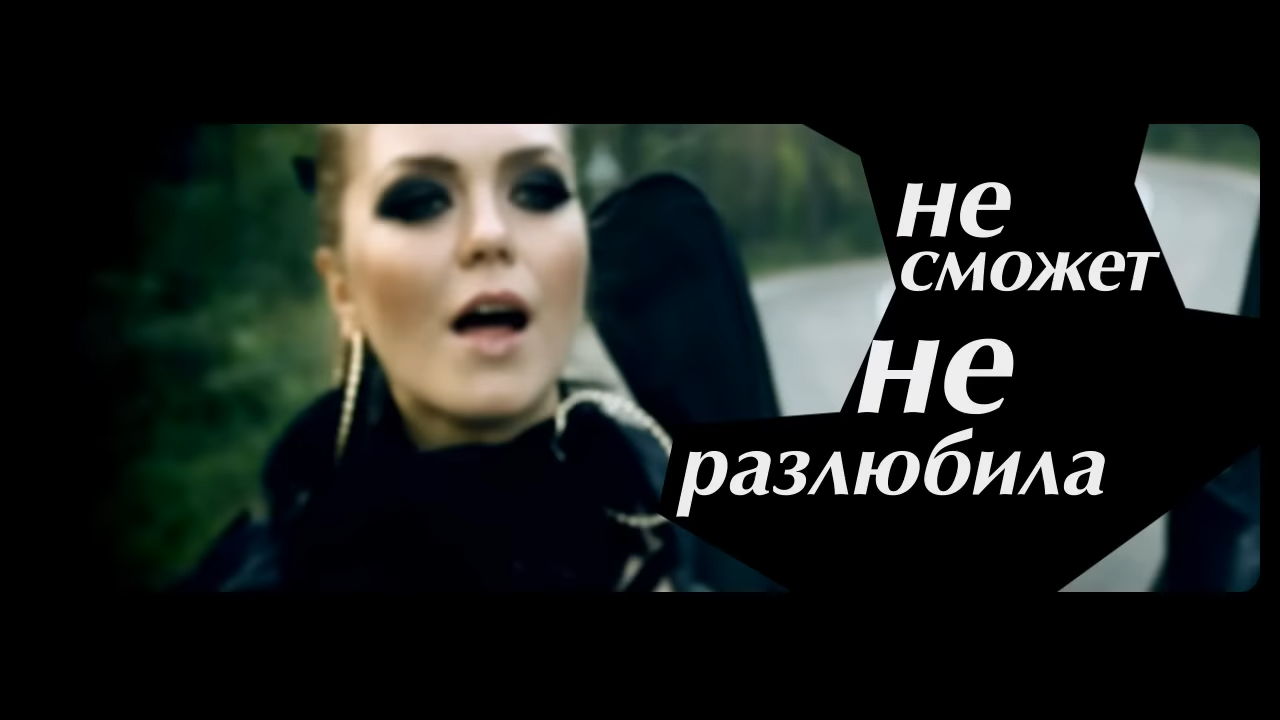 не
сможет
не
разлюбила